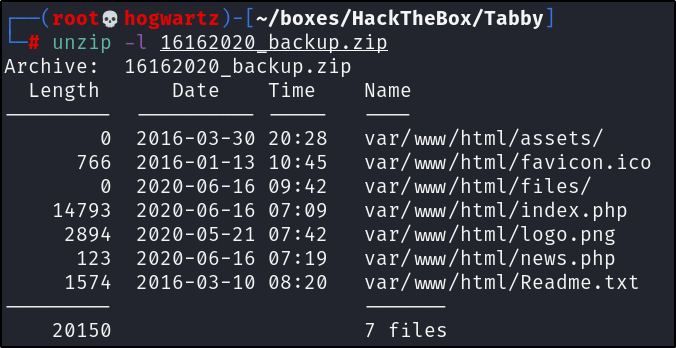 ┌──(root💀hogwartz)-[~/boxes/HackTheBox/Tabby]
└─# unzip -l 16162020_backup.zip
Archive:  16162020_backup.zip
  Length      Date    Time    Name
---------  ---------- -----   ----
        0  2016-03-30 20:28   var/www/html/assets/
      766  2016-01-13 10:45   var/www/html/favicon.ico
        0  2020-06-16 09:42   var/www/html/files/
    14793  2020-06-16 07:09   var/www/html/index.php
     2894  2020-05-21 07:42   var/www/html/logo.png
      123  2020-06-16 07:19   var/www/html/news.php
     1574  2016-03-10 08:20   var/www/html/Readme.txt
---------                     -------
    20150                     7 files